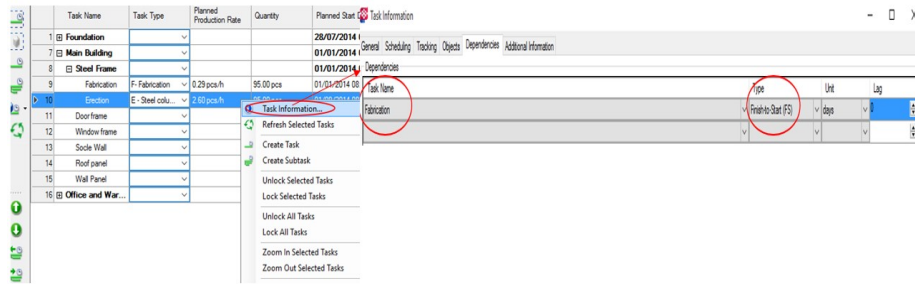 Task Name Task Type Planned Production Rate Quantity Planned Start
1 Foundation 28/07/2014
7 Main Building 01/01/2014
8 Steel Frame 01/01/2014
9 Fabrication F- Fabrication 0.29 pcs/h 95.00 pcs 01/01/2014 08
10 Erection E - Steel colu... 2.60 pcs/h
11 Door frame
12 Window frame
13 Socle Wall
14 Roof panel
15 Wall Panel
16 Office and War...
Task Information...
Refresh Selected Tasks
Create Task
Create Subtask
Unlock Selected Tasks
Lock Selected Tasks
Unlock All Tasks
Lock All Tasks
Zoom In Selected Tasks
Zoom Out Selected Tasks
Task Information
General Scheduling Tracking Objects Dependencies Additional Information
Dependencies
Task Name Type Unit Lag
Fabrication Finish-to-Start (FS) days 0